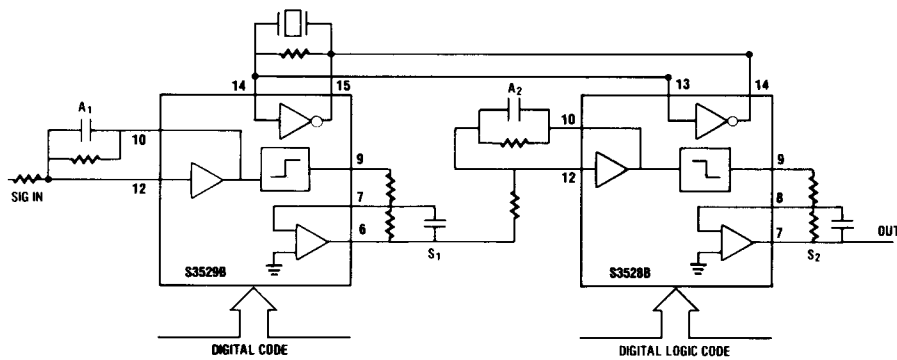 14
15
13
14
A1
10
12
SIG IN
9
7
6
S1
S3529B
DIGITAL CODE
A2
10
12
9
8
7
OUT
S2
S3528B
DIGITAL LOGIC CODE